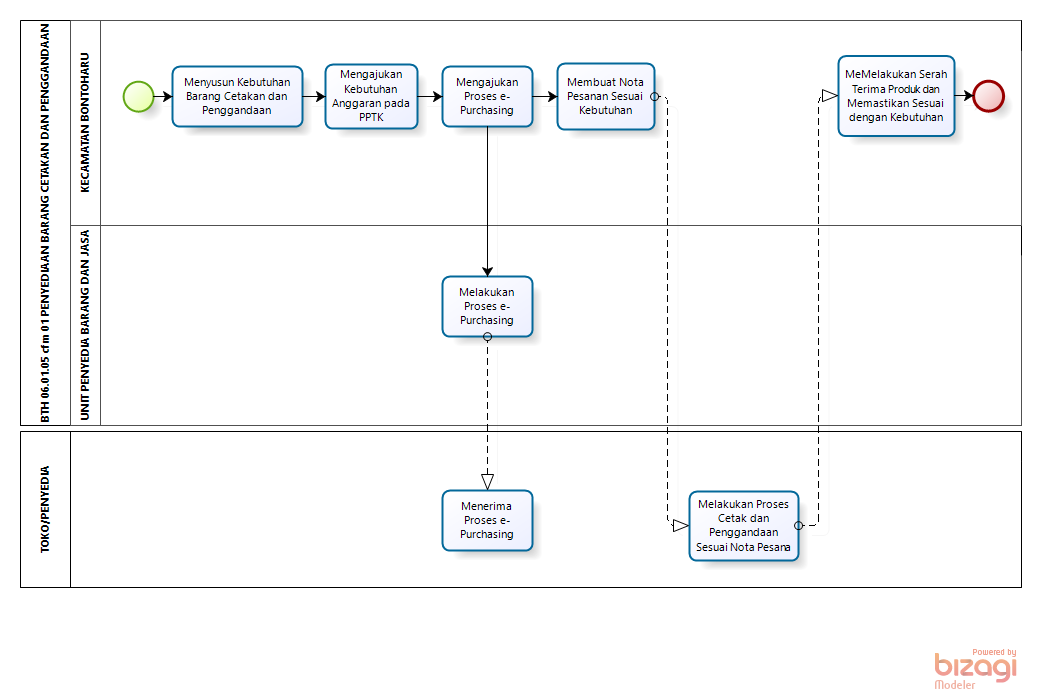 BTH 06.01.05 cfm 01 PENYEDIAAN BARANG CETAKAN DAN PENGGANDAAN
KECAMATAN BONTOHARU
Menyusun Kebutuhan
Barang Cetakan dan
Penggandaan
Mengajukan
Kebutuhan
Anggaran pada
PPTK
Mengajukan
Proses e-
Purchasing
Membuat Nota
Pesanan Sesuai
Kebutuhan
MeMelakukan Serah
Terima Produk dan
Memastikan Sesuai
dengan Kebutuhan
UNIT PENYEDIA BARANG DAN JASA
Melakukan
Proses e-
Purchasing
TOKO/PENYEDIA
Menerima
Proses e-
Purchasing
Melakukan Proses
Cetak dan
Penggandaan
Sesuai Nota Pesana
Powered by
bizagi
Modeler